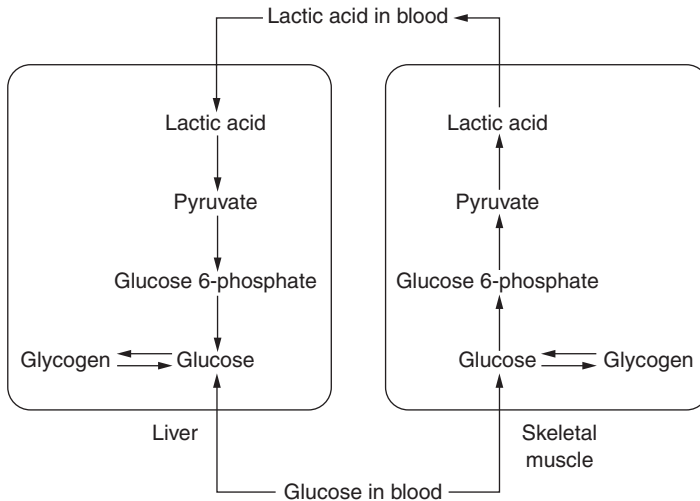 Lactic acid in blood
Lactic acid
Lactic acid
Pyruvate
Pyruvate
Glucose 6-phosphate
Glucose 6-phosphate
Glycogen
Glucose
Glucose
Glycogen
Liver
Skeletal
muscle
Glucose in blood